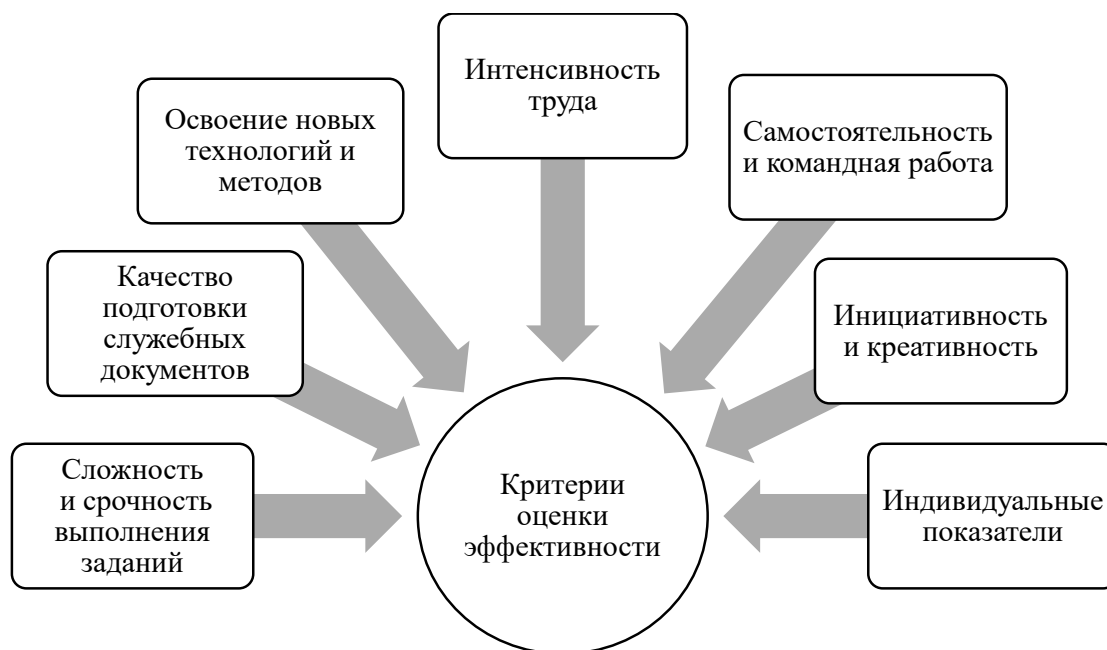 Интенсивность
труда
Освоение новых
технологий и
методов
Самостоятельность
и командная работа
Качество
подготовки
служебных
документов
Инициативность
и креативность
Сложность
и срочность
выполнения
заданий
Критерии
оценки
эффективности
Индивидуальные
показатели